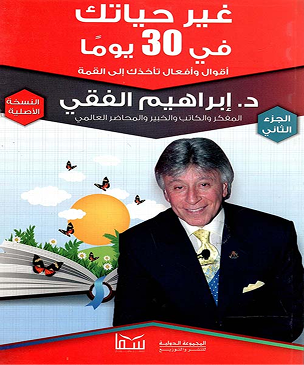 غير حياتك
في 30 يومًا
أقوال وأفعال تأخذك إلى القمة
النسخة
الأصلية
د. إبراهيم الفقي
المفكر والكاتب والخبير والمحاضر العالمي
الجزء
الثاني
سما
المجموعة الدولية
للنشر والتوزيع